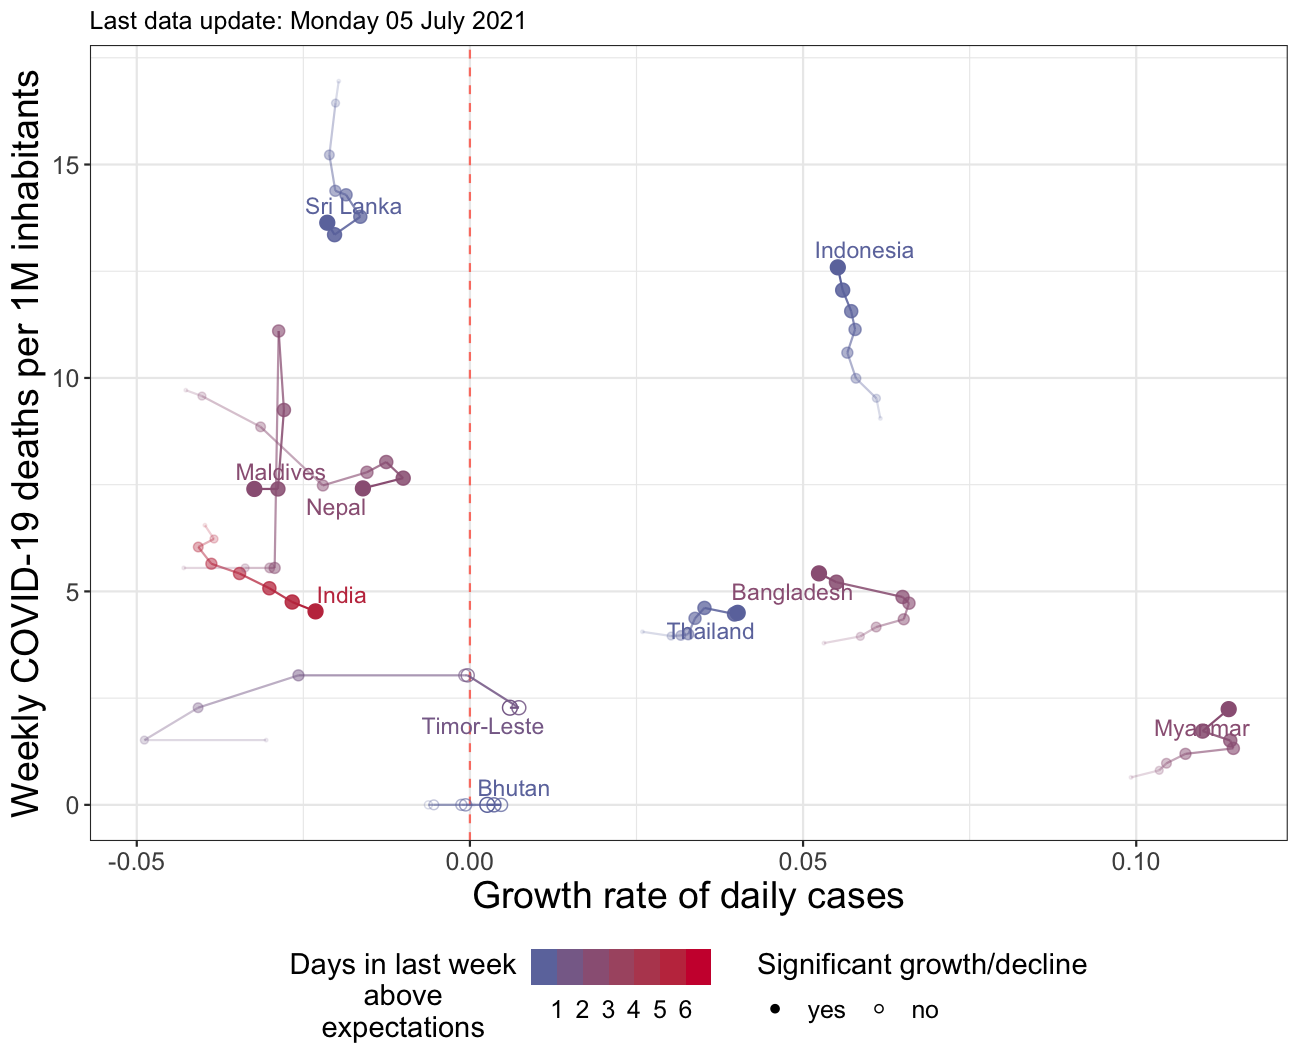 Last data update: Monday 05 July 2021
Weekly COVID-19 deaths per 1M inhabitants
15
10
5
0
Sri Lanka
Indonesia
Maldives
Nepal
India
Bangladesh
Thailand
Timor-Leste
Myanmar
Bhutan
-0.05
0.00
0.05
0.10
Growth rate of daily cases
Days in last week
above
expectations
1 2 3 4 5 6
Significant growth/decline
yes
no